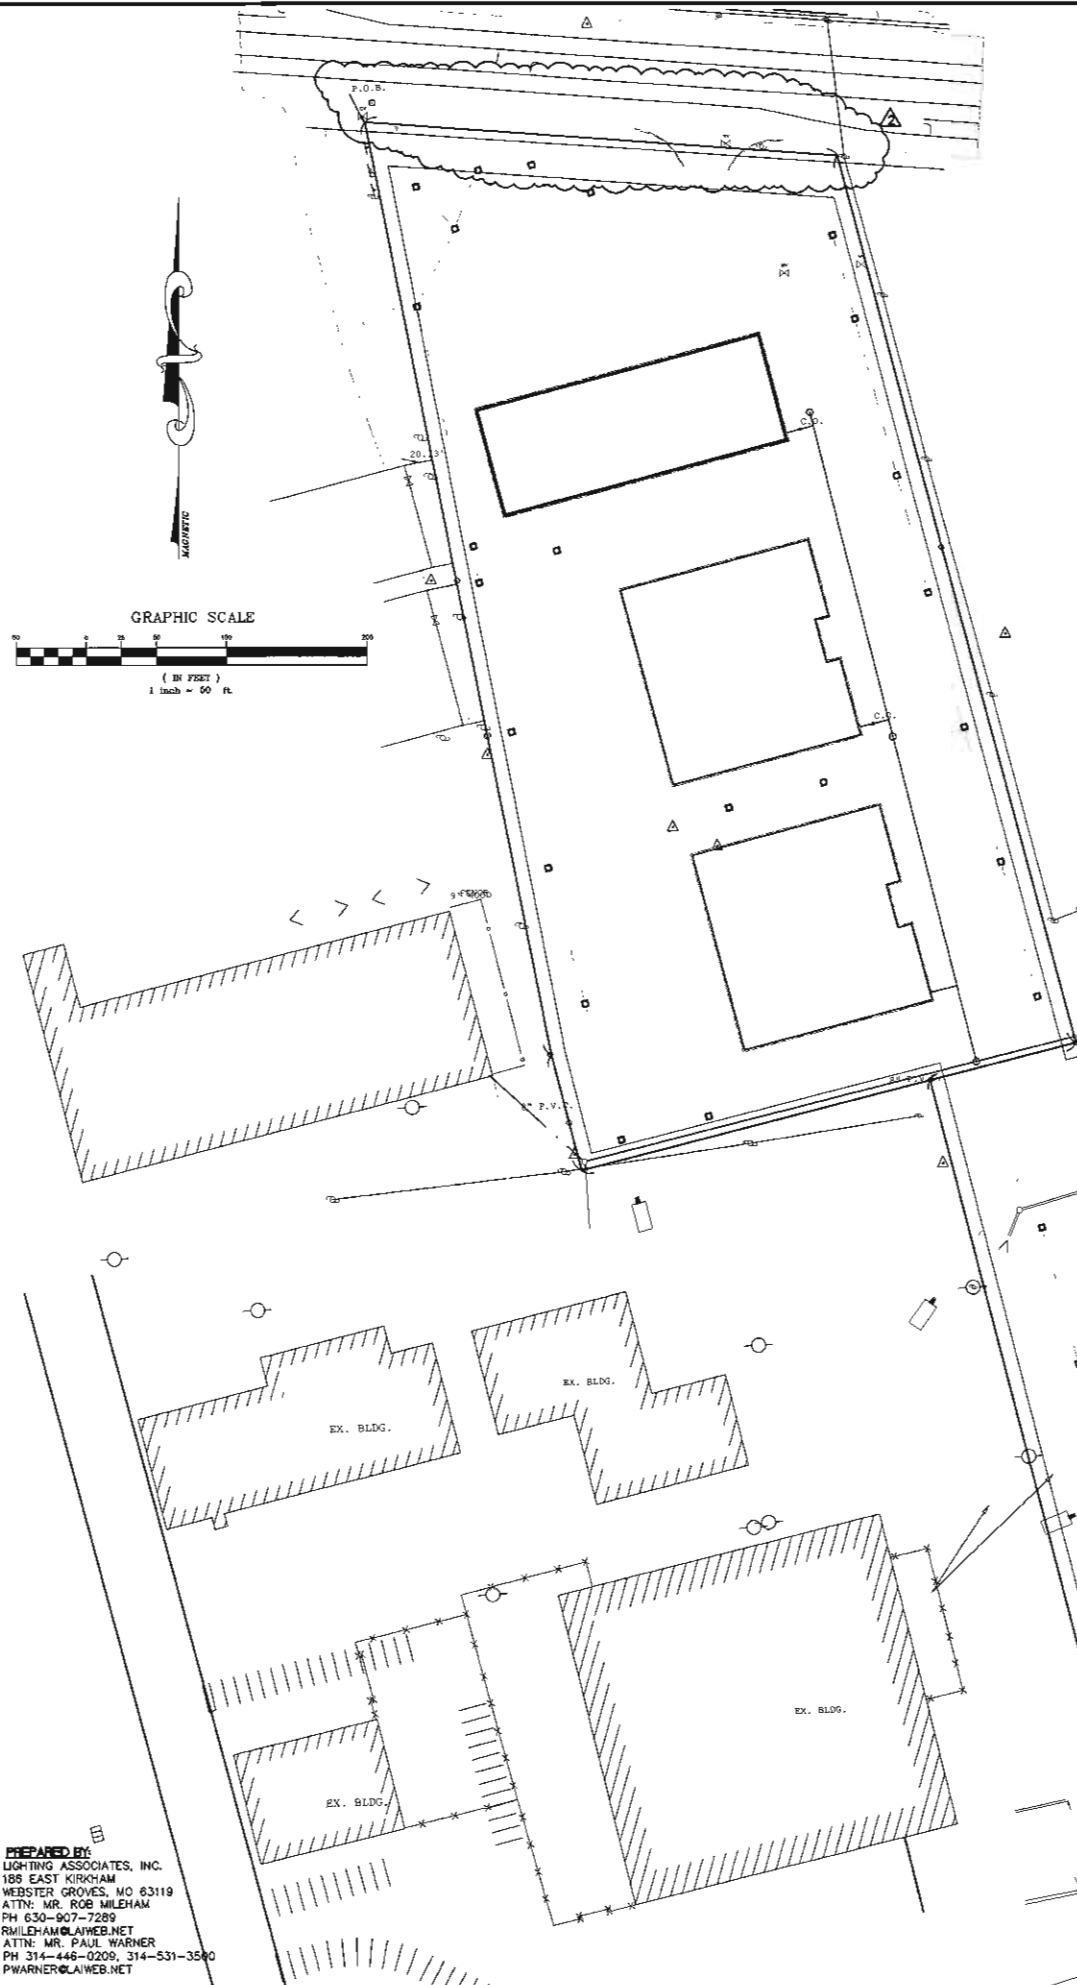 P.O.B.
2
C.O.
20.23'
MAGNETIC
GRAPHIC SCALE
50 0 25 50 100 200
( IN FEET )
1 inch = 50 ft.
C.O.
8" P.V.C.
EX. BLDG.
EX. BLDG.
EX. BLDG.
EX. BLDG.
PREPARED BY:
LIGHTING ASSOCIATES, INC.
186 EAST KIRKHAM
WEBSTER GROVES, MO 63119
ATTN: MR. ROB MILEHAM
PH 630-907-7289
RMILEHAM@LAIWEB.NET
ATTN: MR. PAUL WARNER
PH 314-446-0209, 314-531-3500
PWARNER@LAIWEB.NET